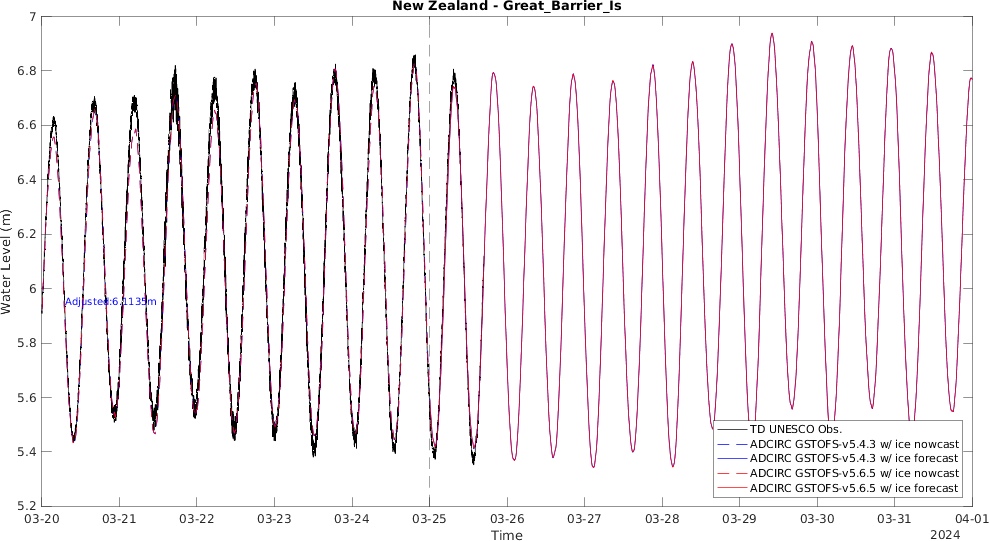 New Zealand - Great_Barrier_Is
Water Level (m)
7
6.8
6.6
6.4
6.2
6
5.8
5.6
5.4
5.2
Adjusted:6.1135m
TD UNESCO Obs.
ADCIRC GSTOFS-v5.4.3 w/ ice nowcast
ADCIRC GSTOFS-v5.4.3 w/ ice forecast
ADCIRC GSTOFS-v5.6.5 w/ ice nowcast
ADCIRC GSTOFS-v5.6.5 w/ ice forecast
03-20 03-21 03-22 03-23 03-24 03-25 03-26 03-27 03-28 03-29 03-30 03-31 04-01
Time
2024